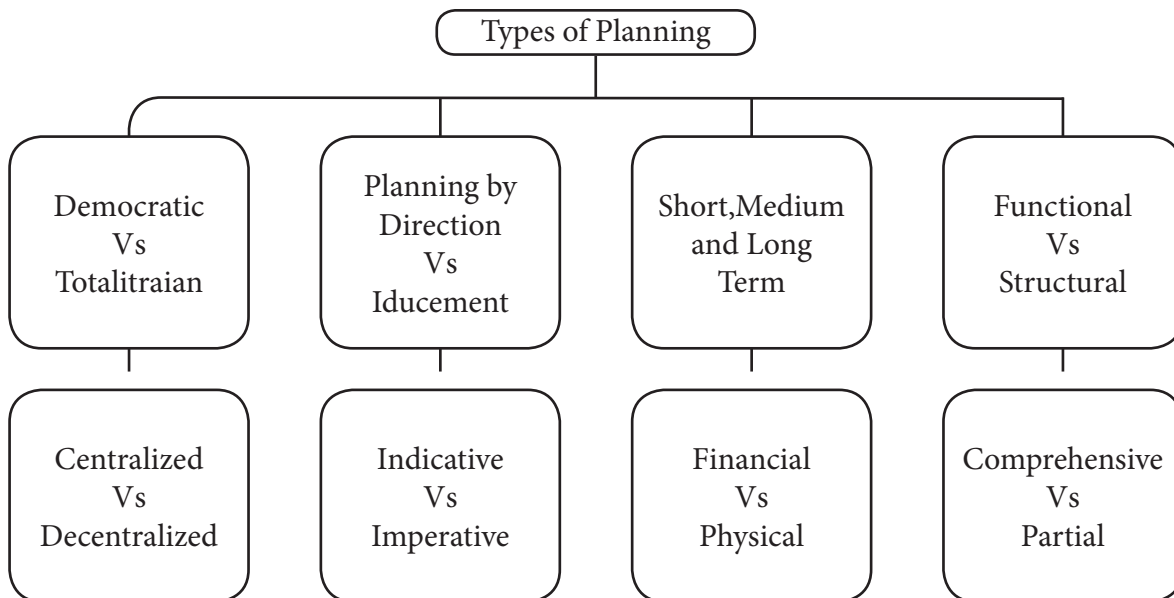 Types of Planning
Democratic
Vs
Totalitraian
Planning by
Direction
Vs
Iducement
Short,Medium
and Long
Term
Functional
Vs
Structural
Centralized
Vs
Decentralized
Indicative
Vs
Imperative
Financial
Vs
Physical
Comprehensive
Vs
Partial